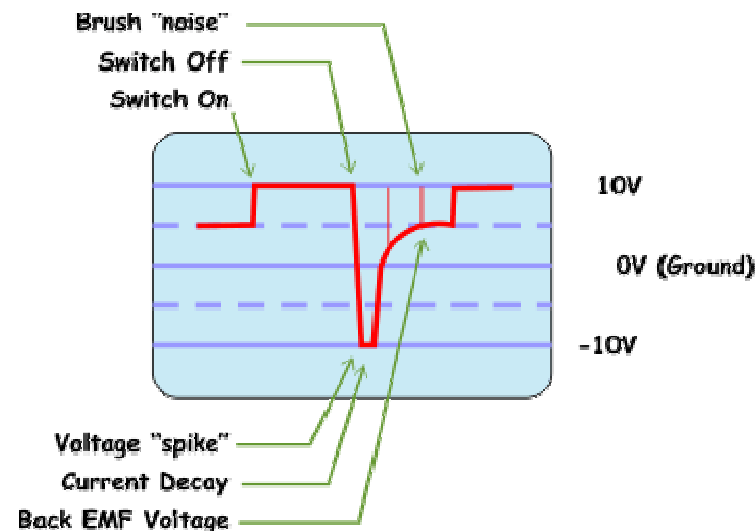 Brush "noise"
Switch Off
Switch On
10V
0V (Ground)
-10V
Voltage "spike"
Current Decay
Back EMF Voltage